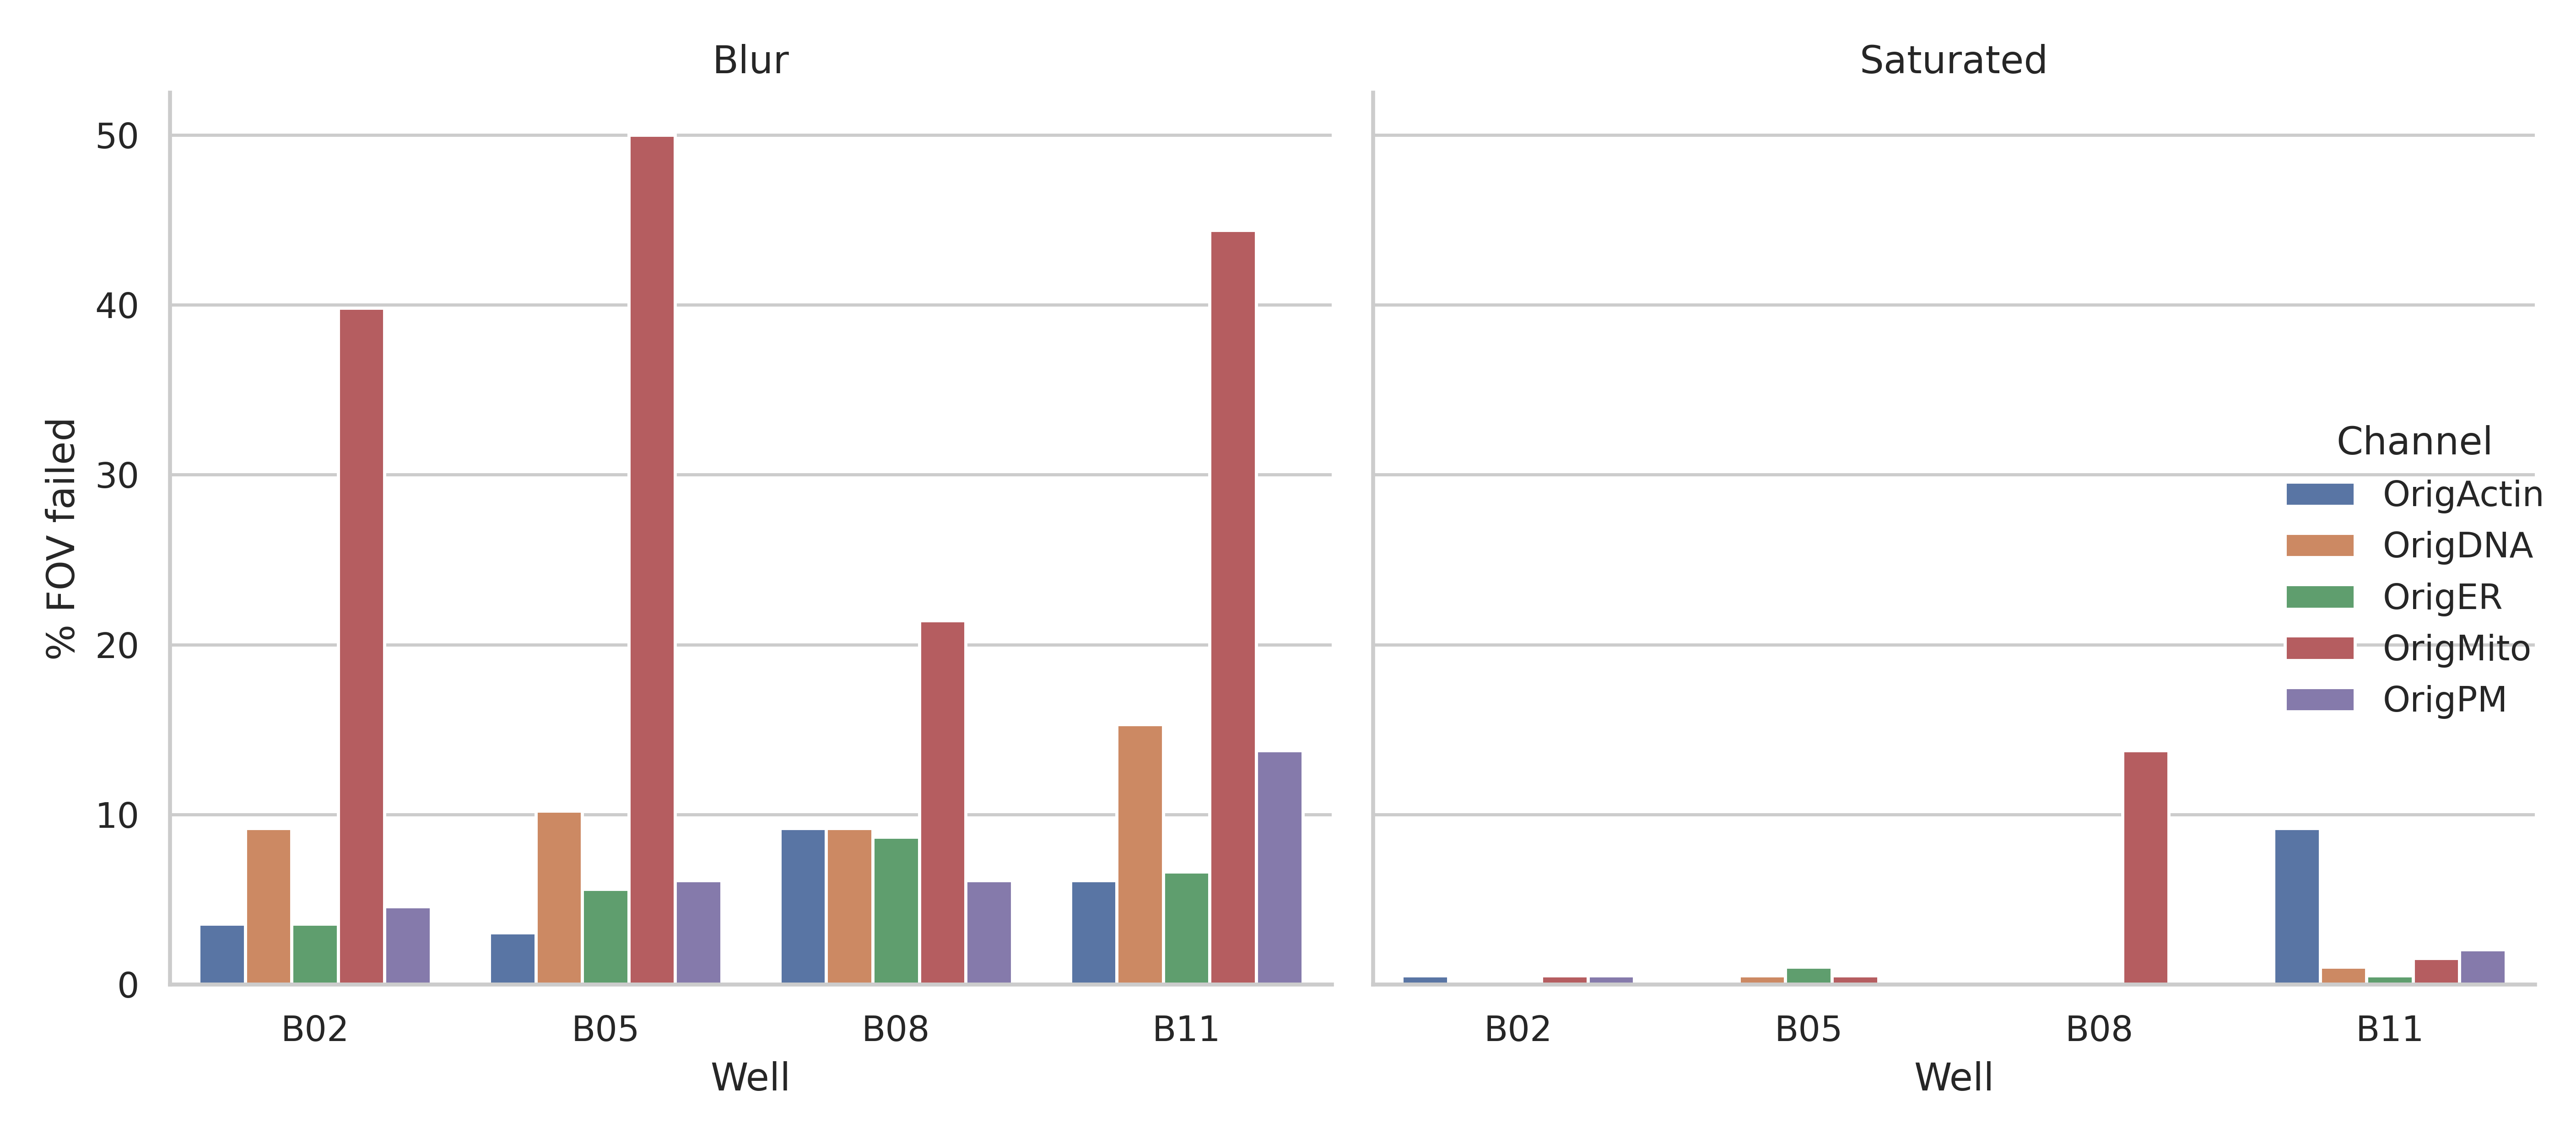 Blur
Saturated
% FOV failed
50
40
30
20
10
0
B02
B05
B08
B11
Well
B02
B05
B08
B11
Well
Channel
OrigActin
OrigDNA
OrigER
OrigMito
OrigPM